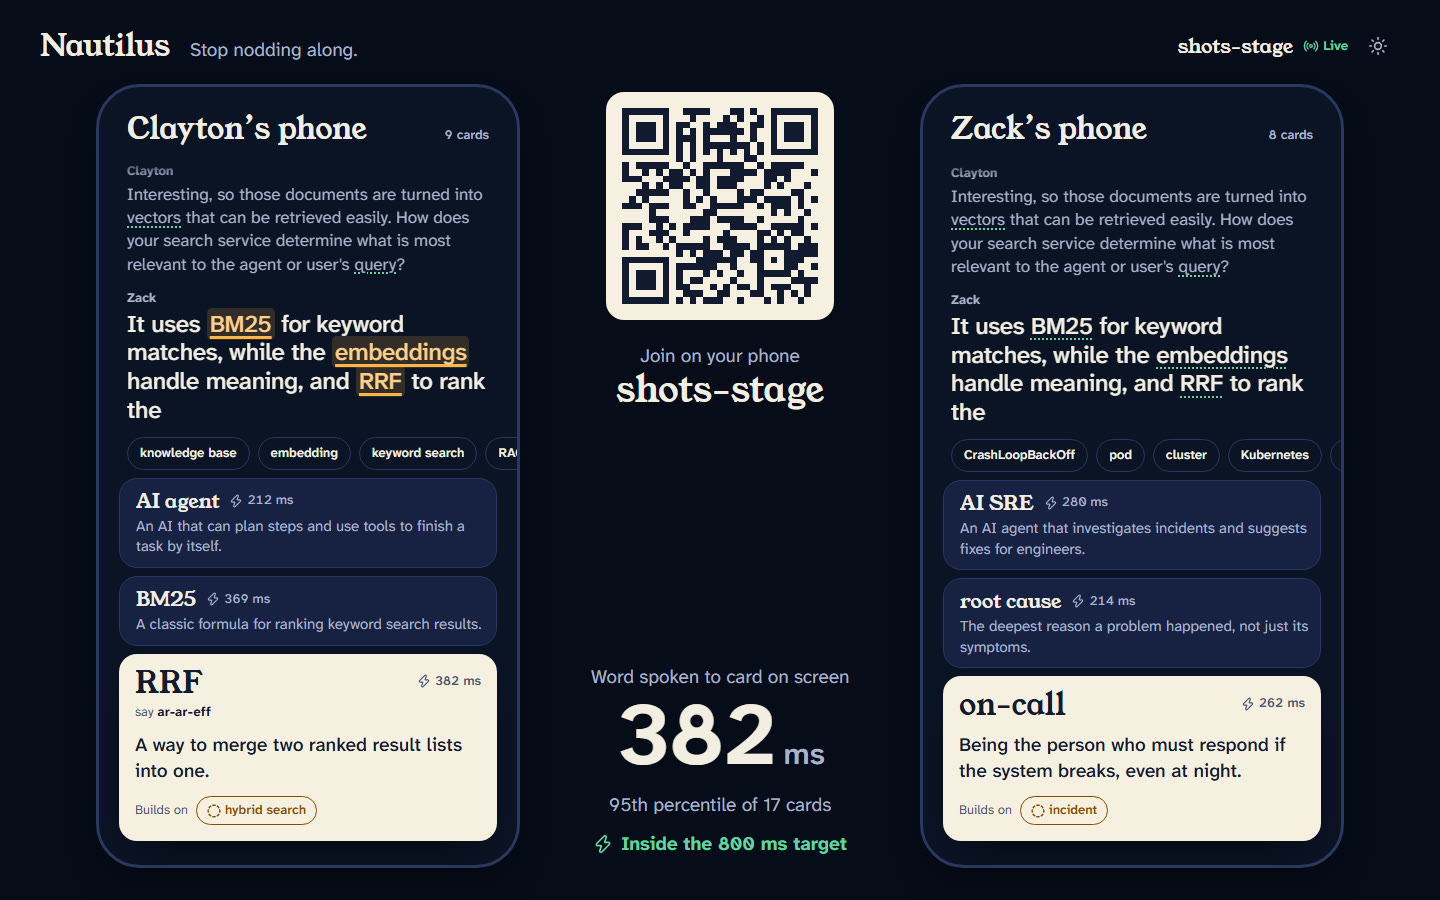 Nautilus Stop nodding along.
shots-stage Live
Clayton’s phone 9 cards
Clayton
Interesting, so those documents are turned into
vectors that can be retrieved easily. How does
your search service determine what is most
relevant to the agent or user's query?
Zack
It uses BM25 for keyword
matches, while the embeddings
handle meaning, and RRF to rank
the
knowledge base embedding keyword search
AI agent 212 ms
An AI that can plan steps and use tools to finish a
task by itself.
BM25 369 ms
A classic formula for ranking keyword search results.
RRF 382 ms
say ar-ar-eff
A way to merge two ranked result lists
into one.
Builds on hybrid search
Join on your phone
shots-stage
Word spoken to card on screen
382 ms
95th percentile of 17 cards
Inside the 800 ms target
Zack’s phone 8 cards
Clayton
Interesting, so those documents are turned into
vectors that can be retrieved easily. How does
your search service determine what is most
relevant to the agent or user's query?
Zack
It uses BM25 for keyword
matches, while the embeddings
handle meaning, and RRF to rank
the
CrashLoopBackOff pod cluster Kubernetes
AI SRE 280 ms
An AI agent that investigates incidents and suggests
fixes for engineers.
root cause 214 ms
The deepest reason a problem happened, not just its
symptoms.
on-call 262 ms
Being the person who must respond if
the system breaks, even at night.
Builds on incident